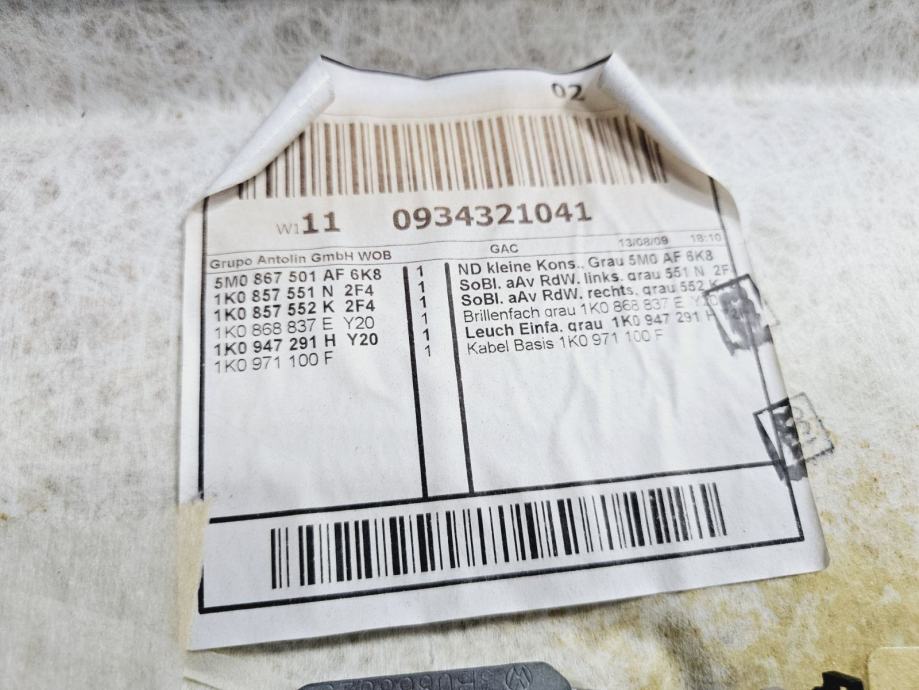 02
W1 11 0934321041
Grupo Antolin GmbH WOB GAC 13/08/09 18:10
5M0 867 501 AF 6K8 1 ND kleine Kons.. Grau 5M0 AF 6K8
1K0 857 551 N 2F4 1 SoBl. aAv RdW. links. grau 551 N 2F
1K0 857 552 K 2F4 1 SoBl. aAv RdW. rechts. grau 552 K
1K0 868 837 E Y20 1 Brillenfach grau 1K0 868 837 E Y20
1K0 947 291 H Y20 1 Leuch Einfa. grau 1K0 947 291 H
1K0 971 100 F 1 Kabel Basis 1K0 971 100 F